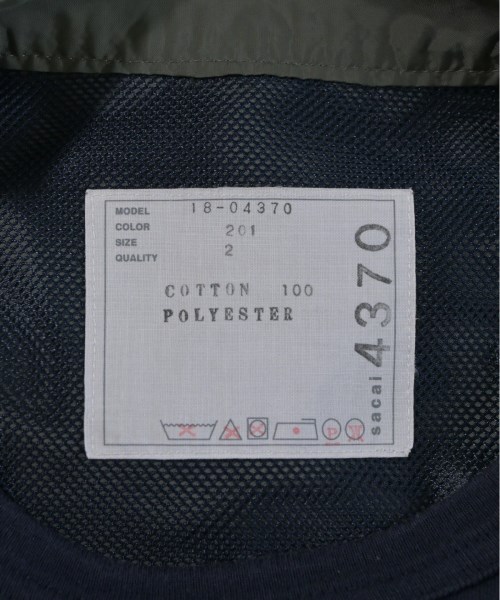 MODEL 18-04370
COLOR 201
SIZE 2
QUALITY
COTTON 100
POLYESTER
sacai 4370
P W